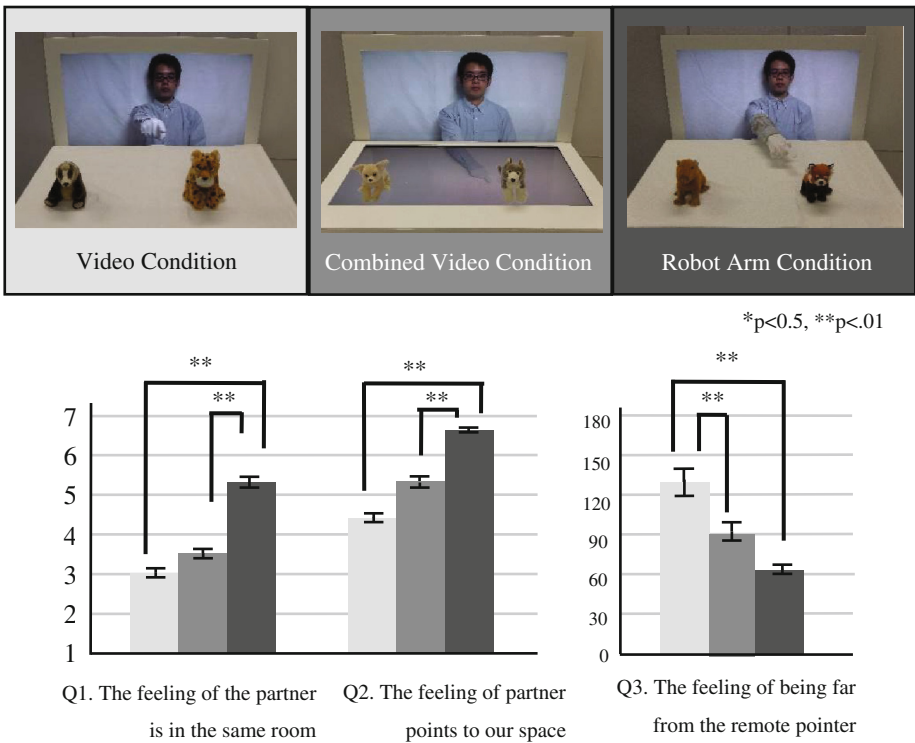 Video Condition
Combined Video Condition
Robot Arm Condition
*p<0.5, **p<.01
**
**
7
6
5
4
3
2
1
Q1. The feeling of the partner
is in the same room
**
**
Q2. The feeling of partner
points to our space
**
**
180
150
120
90
60
30
0
Q3. The feeling of being far
from the remote pointer